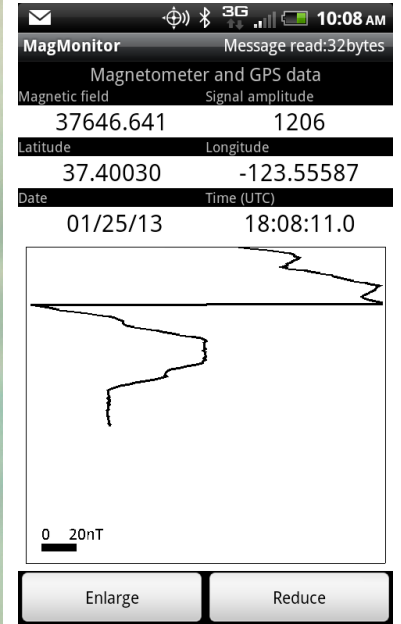 3G 10:08 AM
MagMonitor Message read:32bytes
Magnetometer and GPS data
Magnetic field Signal amplitude
37646.641 1206
Latitude Longitude
37.40030 -123.55587
Date Time (UTC)
01/25/13 18:08:11.0
0 20nT
Enlarge Reduce